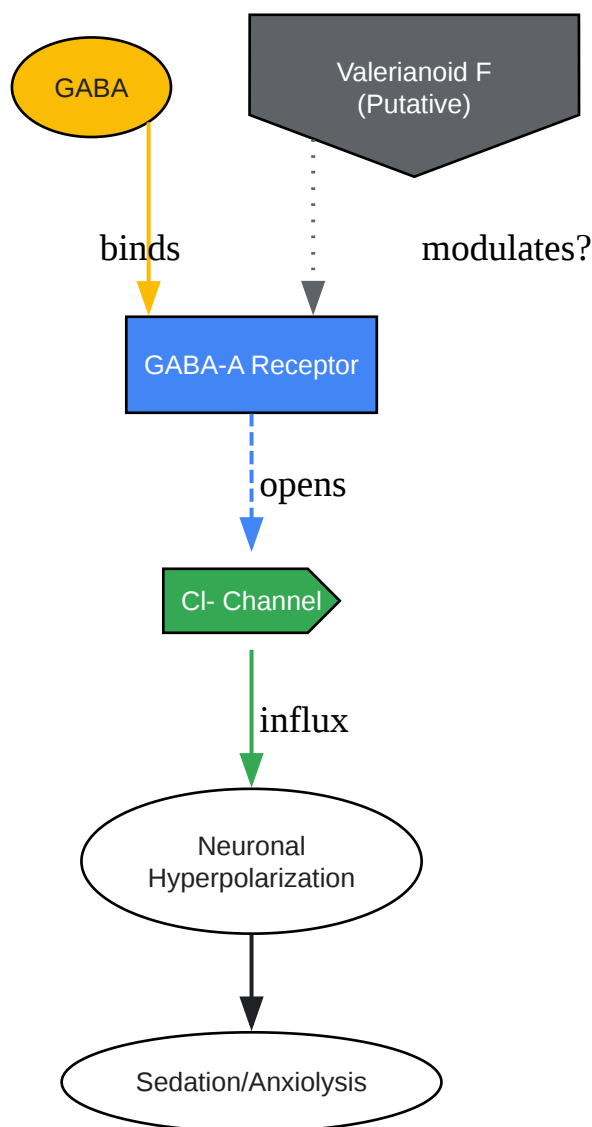 GABA
Valerianoid F
(Putative)
binds
modulates?
GABA-A Receptor
opens
Cl- Channel
influx
Neuronal
Hyperpolarization
Sedation/Anxiolysis